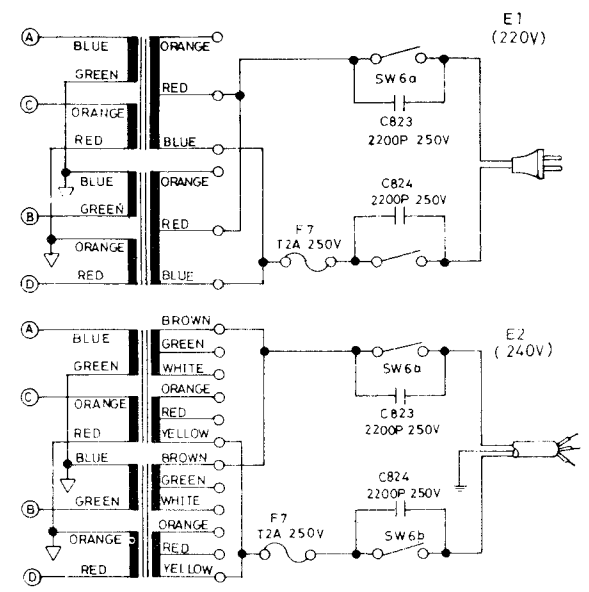 E1
(220V)
A
BLUE
ORANGE
GREEN
RED
SW6a
C
ORANGE
C823
2200P 250V
RED
BLUE
BLUE
ORANGE
C824
2200P 250V
B
GREEN
RED
F7
T2A 250V
ORANGE
D
RED
BLUE
A
BROWN
E2
(240V)
BLUE
GREEN
GREEN
WHITE
SW6a
C
ORANGE
ORANGE
RED
C823
2200P 250V
RED
YELLOW
BLUE
BROWN
GREEN
C824
2200P 250V
B
GREEN
WHITE
F7
T2A 250V
ORANGE
ORANGE 5
RED
SW6b
D
RED
YELLOW